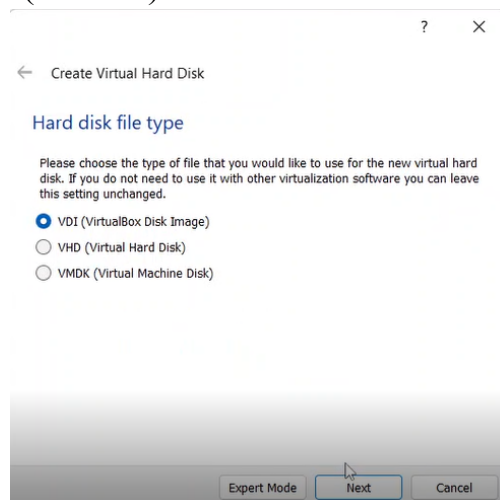 ?
Create Virtual Hard Disk
Hard disk file type
Please choose the type of file that you would like to use for the new virtual hard
disk. If you do not need to use it with other virtualization software you can leave
this setting unchanged.
VDI (VirtualBox Disk Image)
VHD (Virtual Hard Disk)
VMDK (Virtual Machine Disk)
Expert Mode Next Cancel